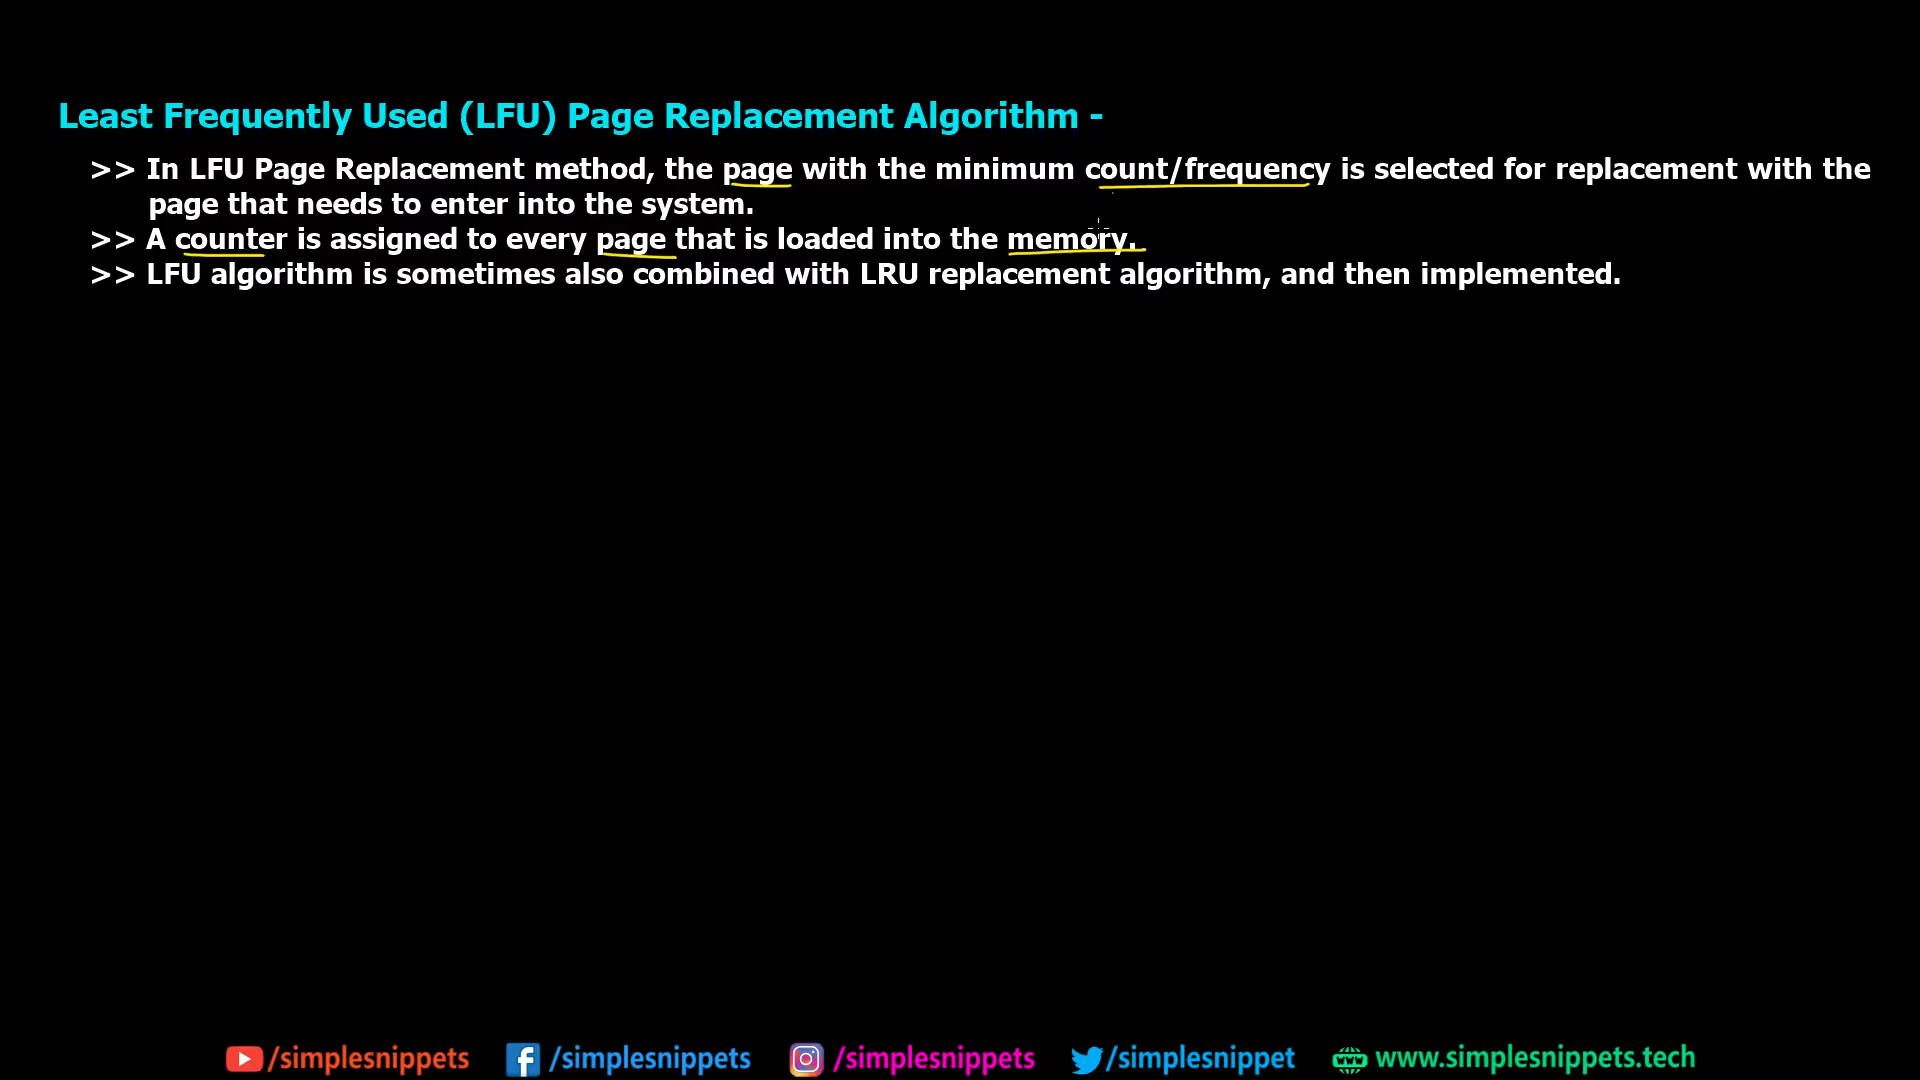 Least Frequently Used (LFU) Page Replacement Algorithm -
>> In LFU Page Replacement method, the page with the minimum count/frequency is selected for replacement with the
page that needs to enter into the system.
>> A counter is assigned to every page that is loaded into the memory.
>> LFU algorithm is sometimes also combined with LRU replacement algorithm, and then implemented.
/simplesnippets /simplesnippets /simplesnippets /simplesnippet www.simplesnippets.tech